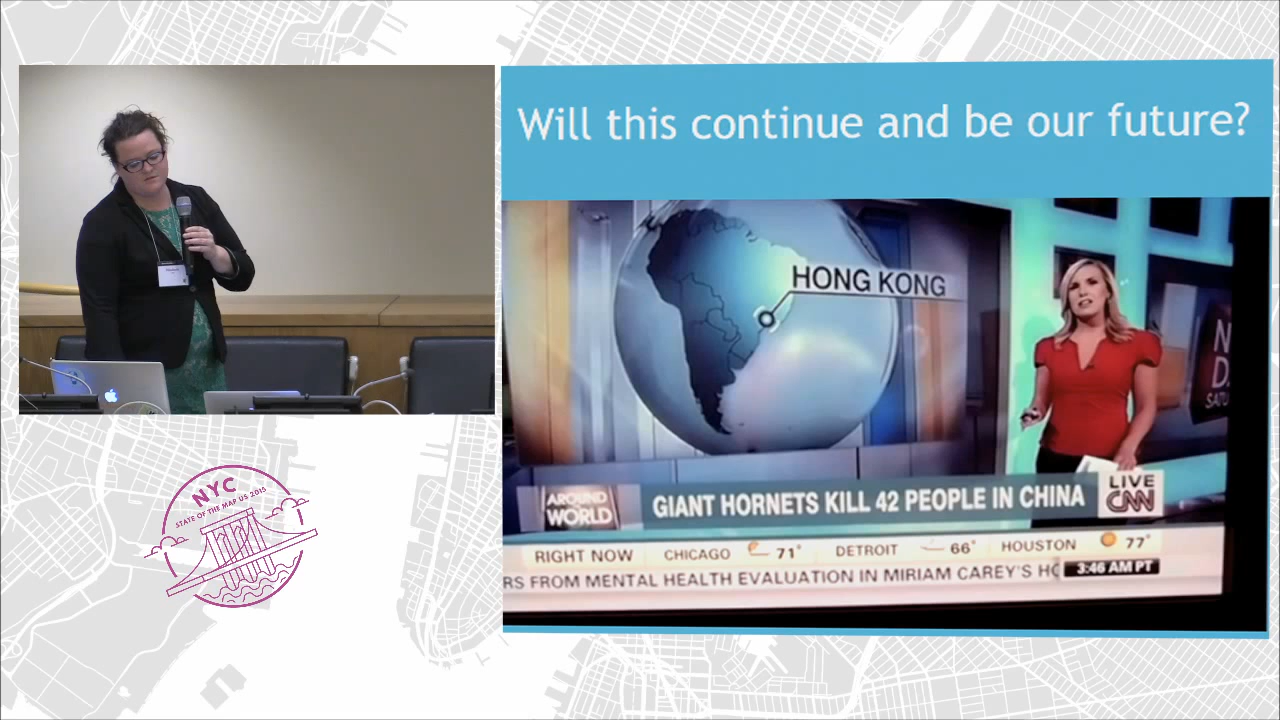 Will this continue and be our future?
HONG KONG
N
D
SATU
AROUND
THE
WORLD
GIANT HORNETS KILL 42 PEOPLE IN CHINA
LIVE
CNN
RIGHT NOW CHICAGO 71° DETROIT 66° HOUSTON 77°
RS FROM MENTAL HEALTH EVALUATION IN MIRIAM CAREY'S HO
3:46 AM PT
NYC
STATE OF THE MAP US 2015